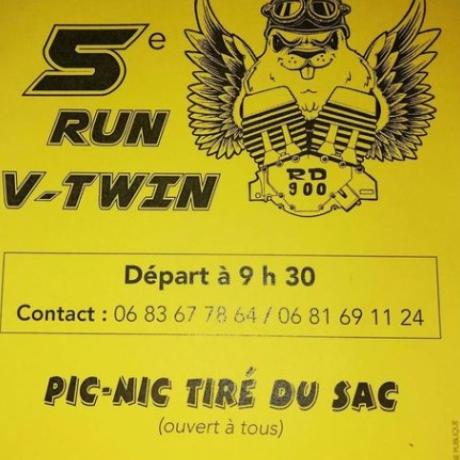 5e
RUN
V-TWIN
RD
900
Départ à 9 h 30
Contact : 06 83 67 78 64 / 06 81 69 11 24
PIC-NIC TIRÉ DU SAC
(ouvert à tous)
PUBLIQUE